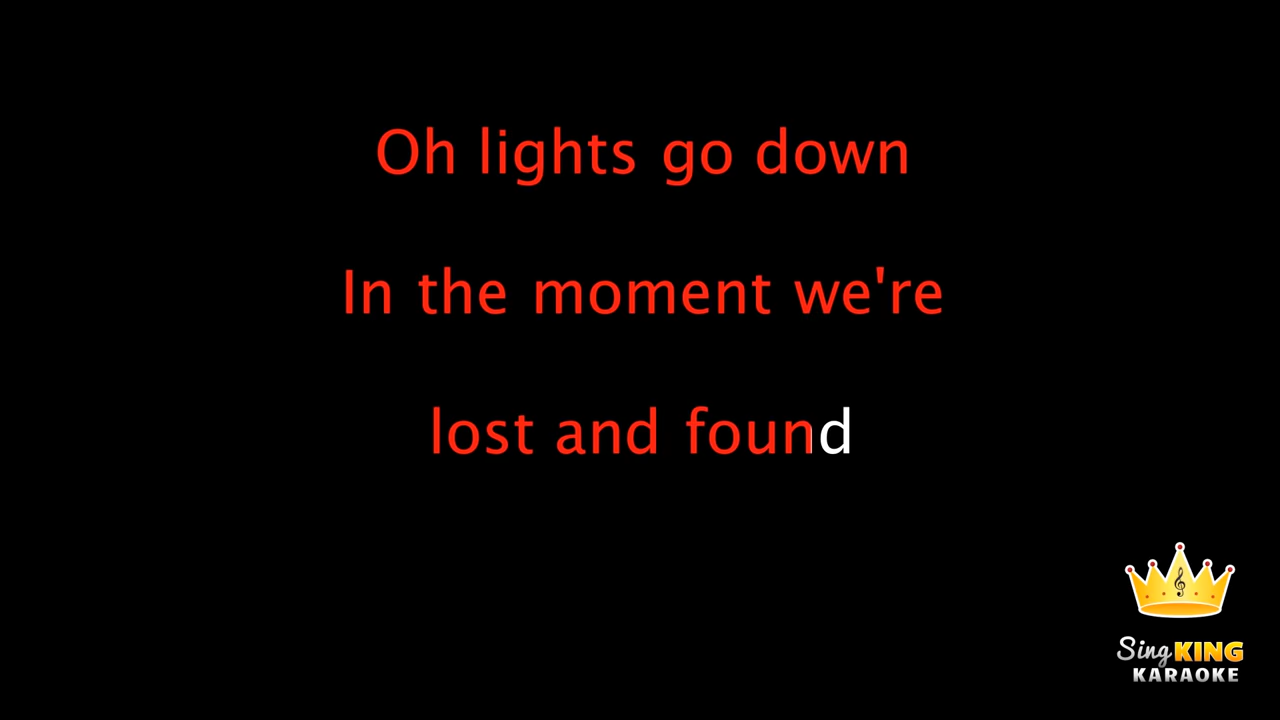 Oh lights go down
In the moment we're
lost and found
Sing KING
KARAOKE